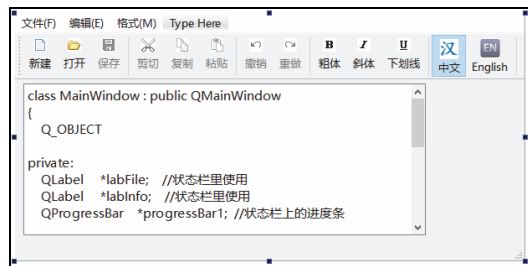 文件(F) 编辑(E) 格式(M) Type Here
新建 打开 保存 剪切 复制 粘贴 撤销 重做 B 粗体 I 斜体 U 下划线 汉 中文 EN English
class MainWindow : public QMainWindow
{
Q_OBJECT
private:
QLabel *labFile; //状态栏里使用
QLabel *labInfo; //状态栏里使用
QProgressBar *progressBar1; //状态栏上的进度条